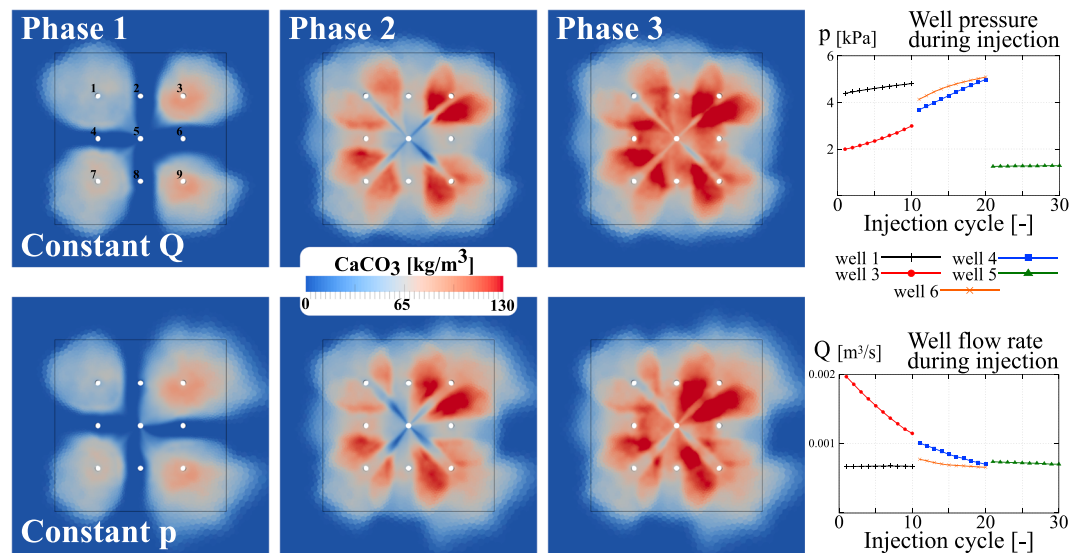 Phase 1
Phase 2
Phase 3
1 2 3
4 5 6
7 8 9
Constant Q
CaCO3 [kg/m³]
0 65 130
Constant p
Well pressure
during injection
p [kPa]
6
4
2
0 10 20 30
Injection cycle [-]
well 1 well 4
well 3 well 5
well 6
Well flow rate
during injection
Q [m³/s]
0.002
0.001
0 10 20 30
Injection cycle [-]